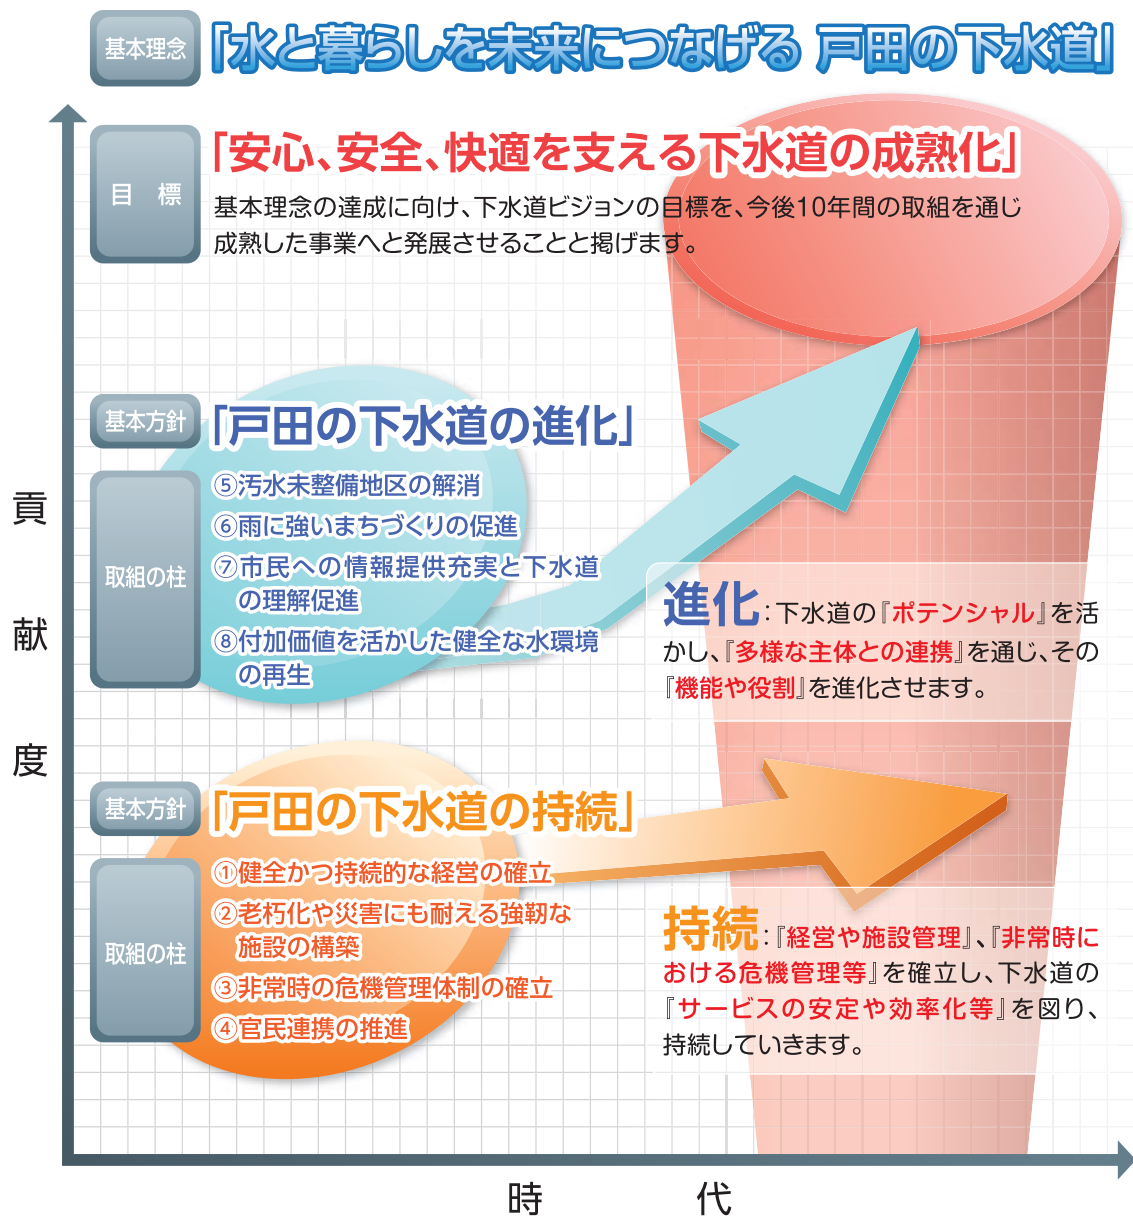 基本理念
「水と暮らしを未来につなげる 戸田の下水道」
目 標
「安心、安全、快適を支える下水道の成熟化」
基本理念の達成に向け、下水道ビジョンの目標を、今後10年間の取組を通じ
成熟した事業へと発展させることと掲げます。
基本方針
「戸田の下水道の進化」
取組の柱
⑤汚水未整備地区の解消
⑥雨に強いまちづくりの促進
⑦市民への情報提供充実と下水道
の理解促進
⑧付加価値を活かした健全な水環境
の再生
進化：下水道の『ポテンシャル』を活
かし、『多様な主体との連携』を通じ、その
『機能や役割』を進化させます。
基本方針
「戸田の下水道の持続」
取組の柱
①健全かつ持続的な経営の確立
②老朽化や災害にも耐える強靭な
施設の構築
③非常時の危機管理体制の確立
④官民連携の推進
持続：『経営や施設管理』、『非常時に
おける危機管理等』を確立し、下水道の
『サービスの安定や効率化等』を図り、
持続していきます。
貢献度
時 代